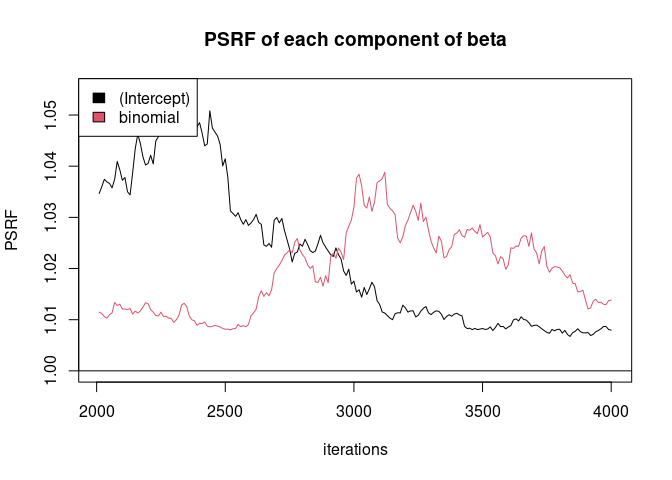 PSRF of each component of beta
(Intercept)
binomial
PSRF
1.05
1.04
1.03
1.02
1.01
1.00
2000 2500 3000 3500 4000
iterations